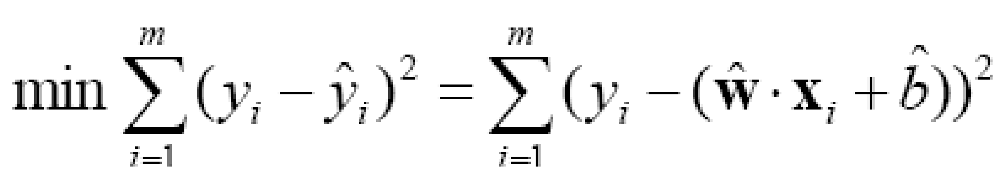 min ∑_{i=1}^{m} (y_i − ŷ_i)² = ∑_{i=1}^{m} (y_i − (ŵ · x_i + b̂))²